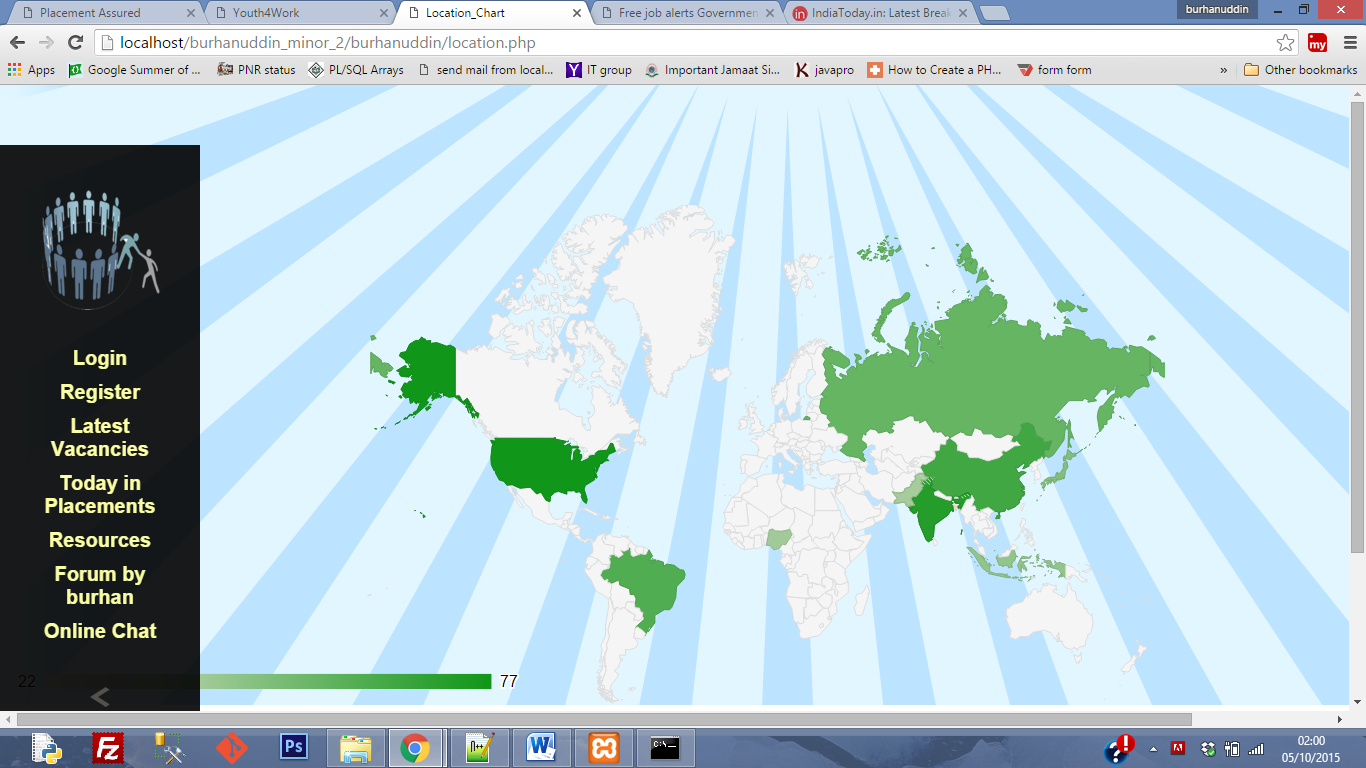 Placement Assured
Youth4Work
Location_Chart
Free job alerts Governmen
IndiaToday.in: Latest Break
burhanuddin
localhost/burhanuddin_minor_2/burhanuddin/location.php
my
Apps
Google Summer of ...
PNR status
PL/SQL Arrays
send mail from local...
IT group
Important Jamaat Si...
javapro
How to Create a PH...
form form
»
Other bookmarks
Login
Register
Latest
Vacancies
Today in
Placements
Resources
Forum by
burhan
Online Chat
22
77
<
Ps
02:00
05/10/2015